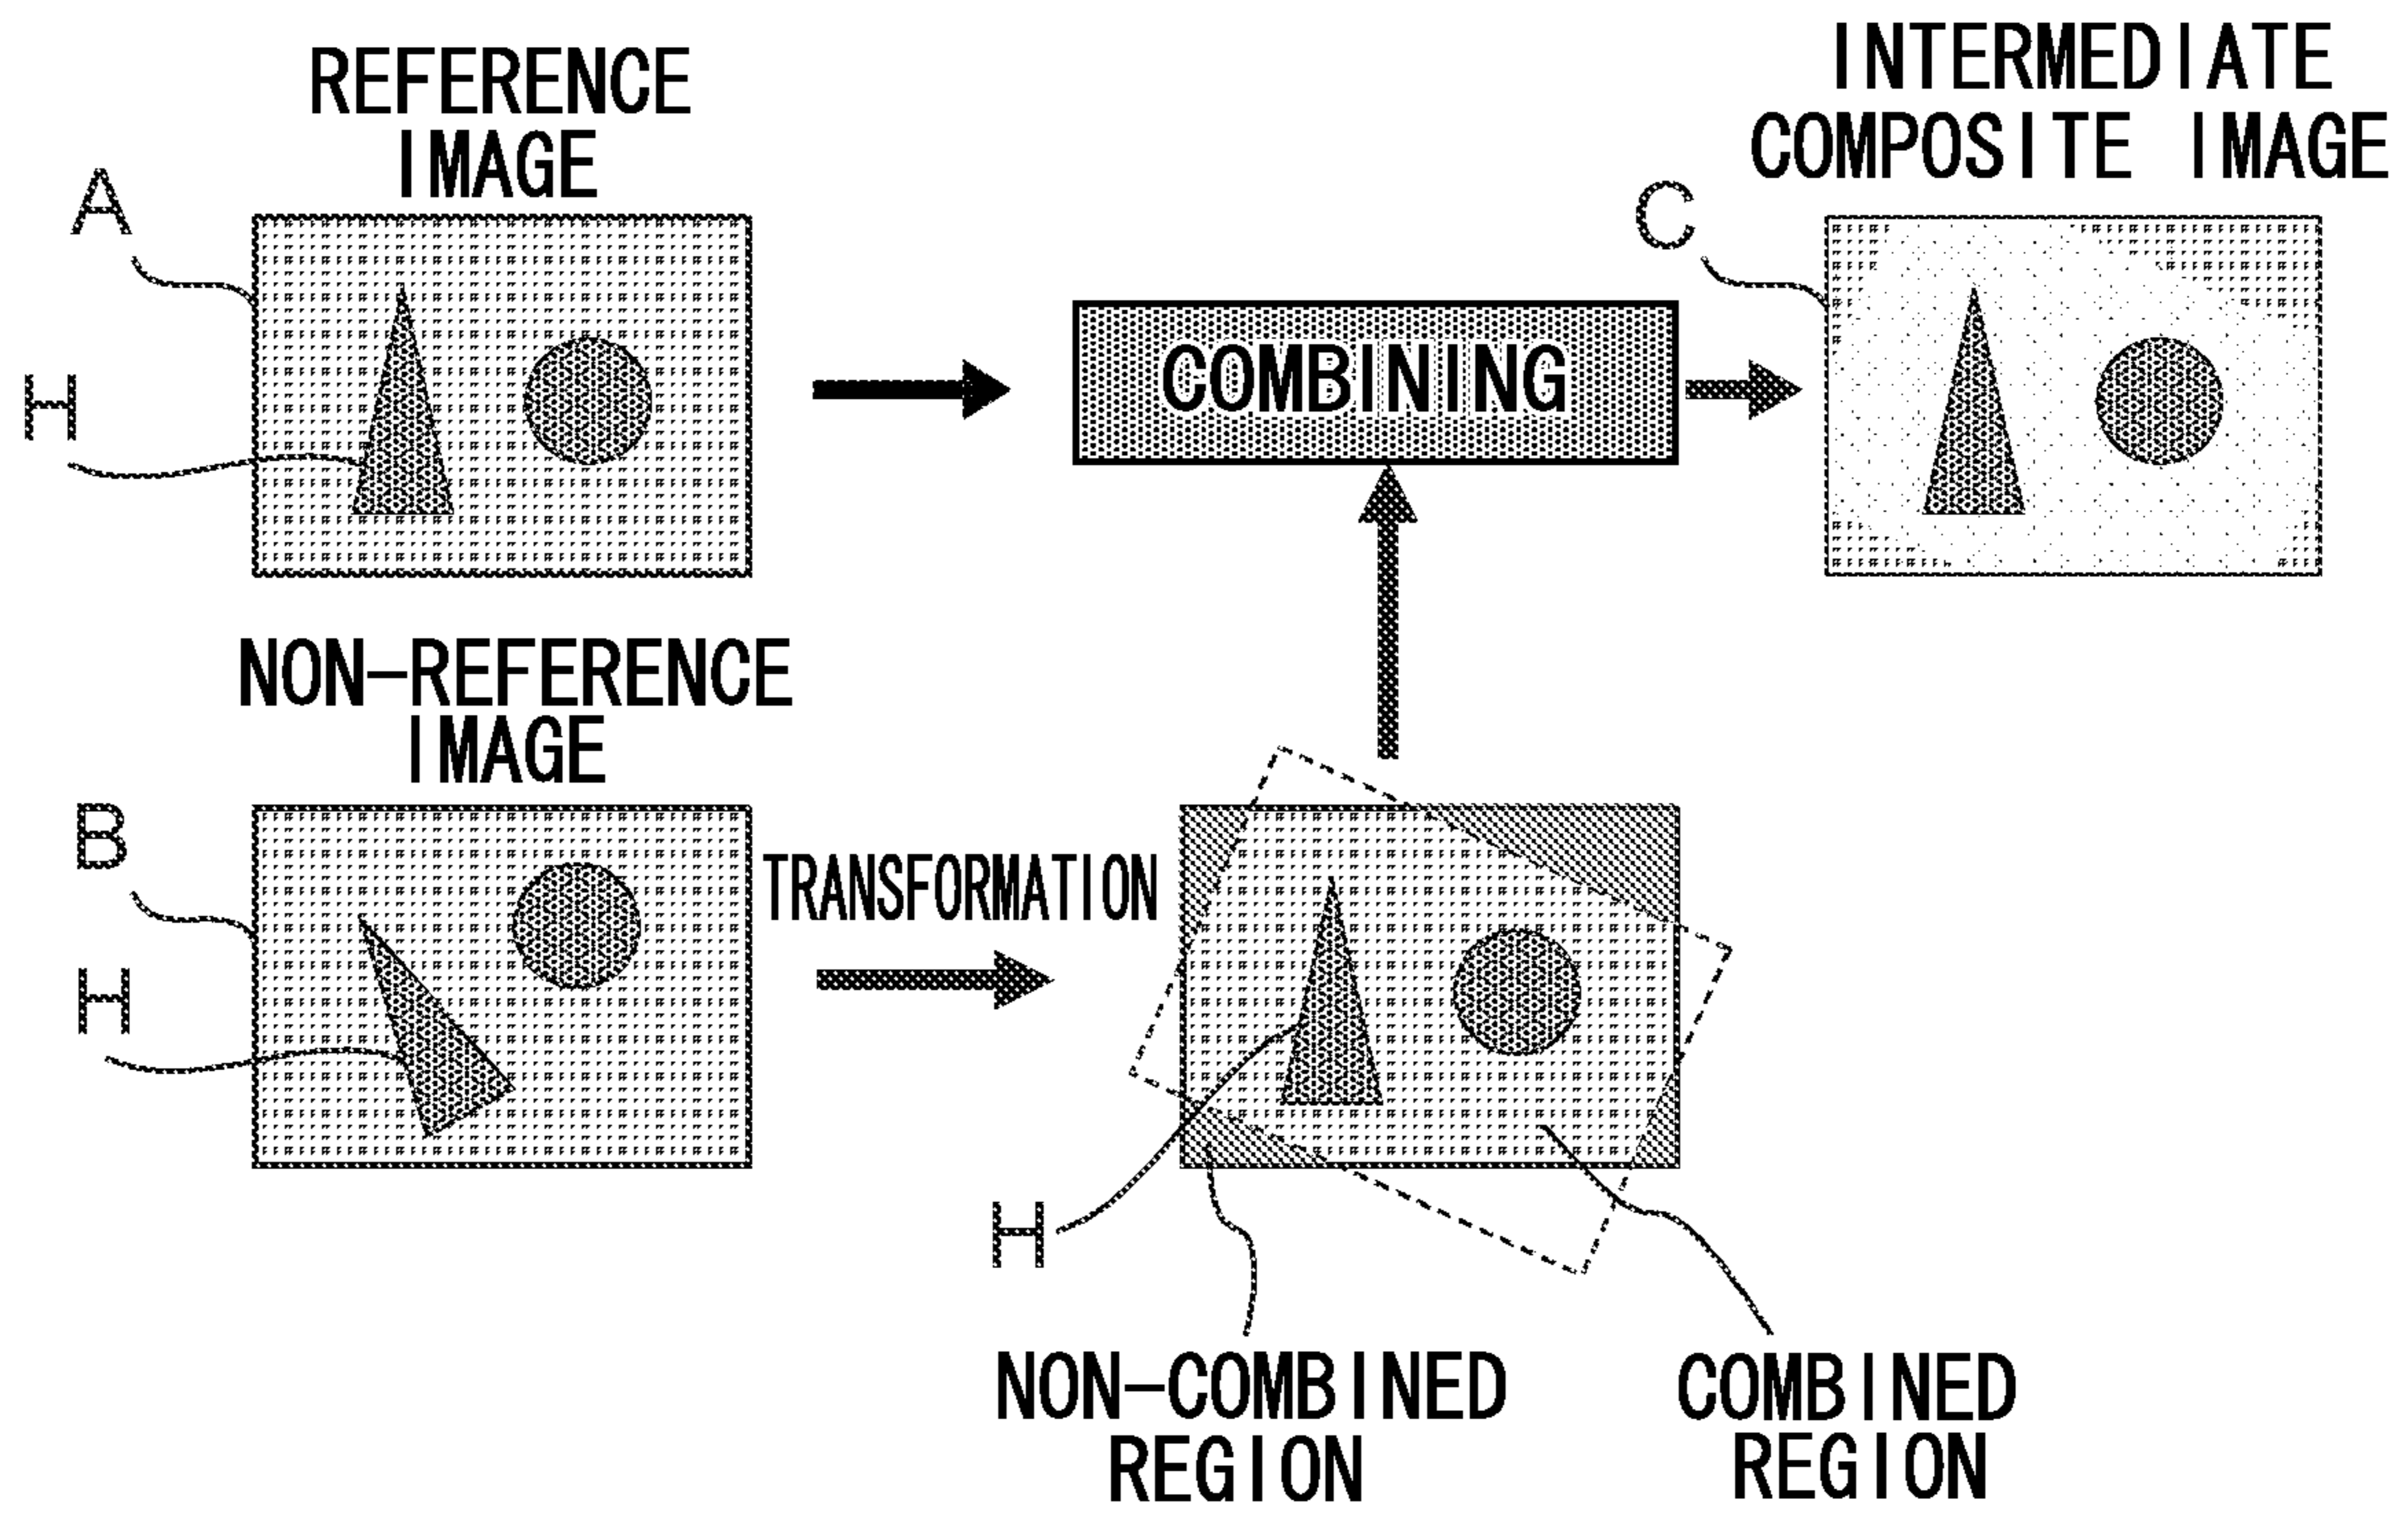 REFERENCE
IMAGE
A
H
COMBINING
INTERMEDIATE
COMPOSITE IMAGE
C
NON-REFERENCE
IMAGE
B
H
TRANSFORMATION
H
NON-COMBINED
REGION
COMBINED
REGION